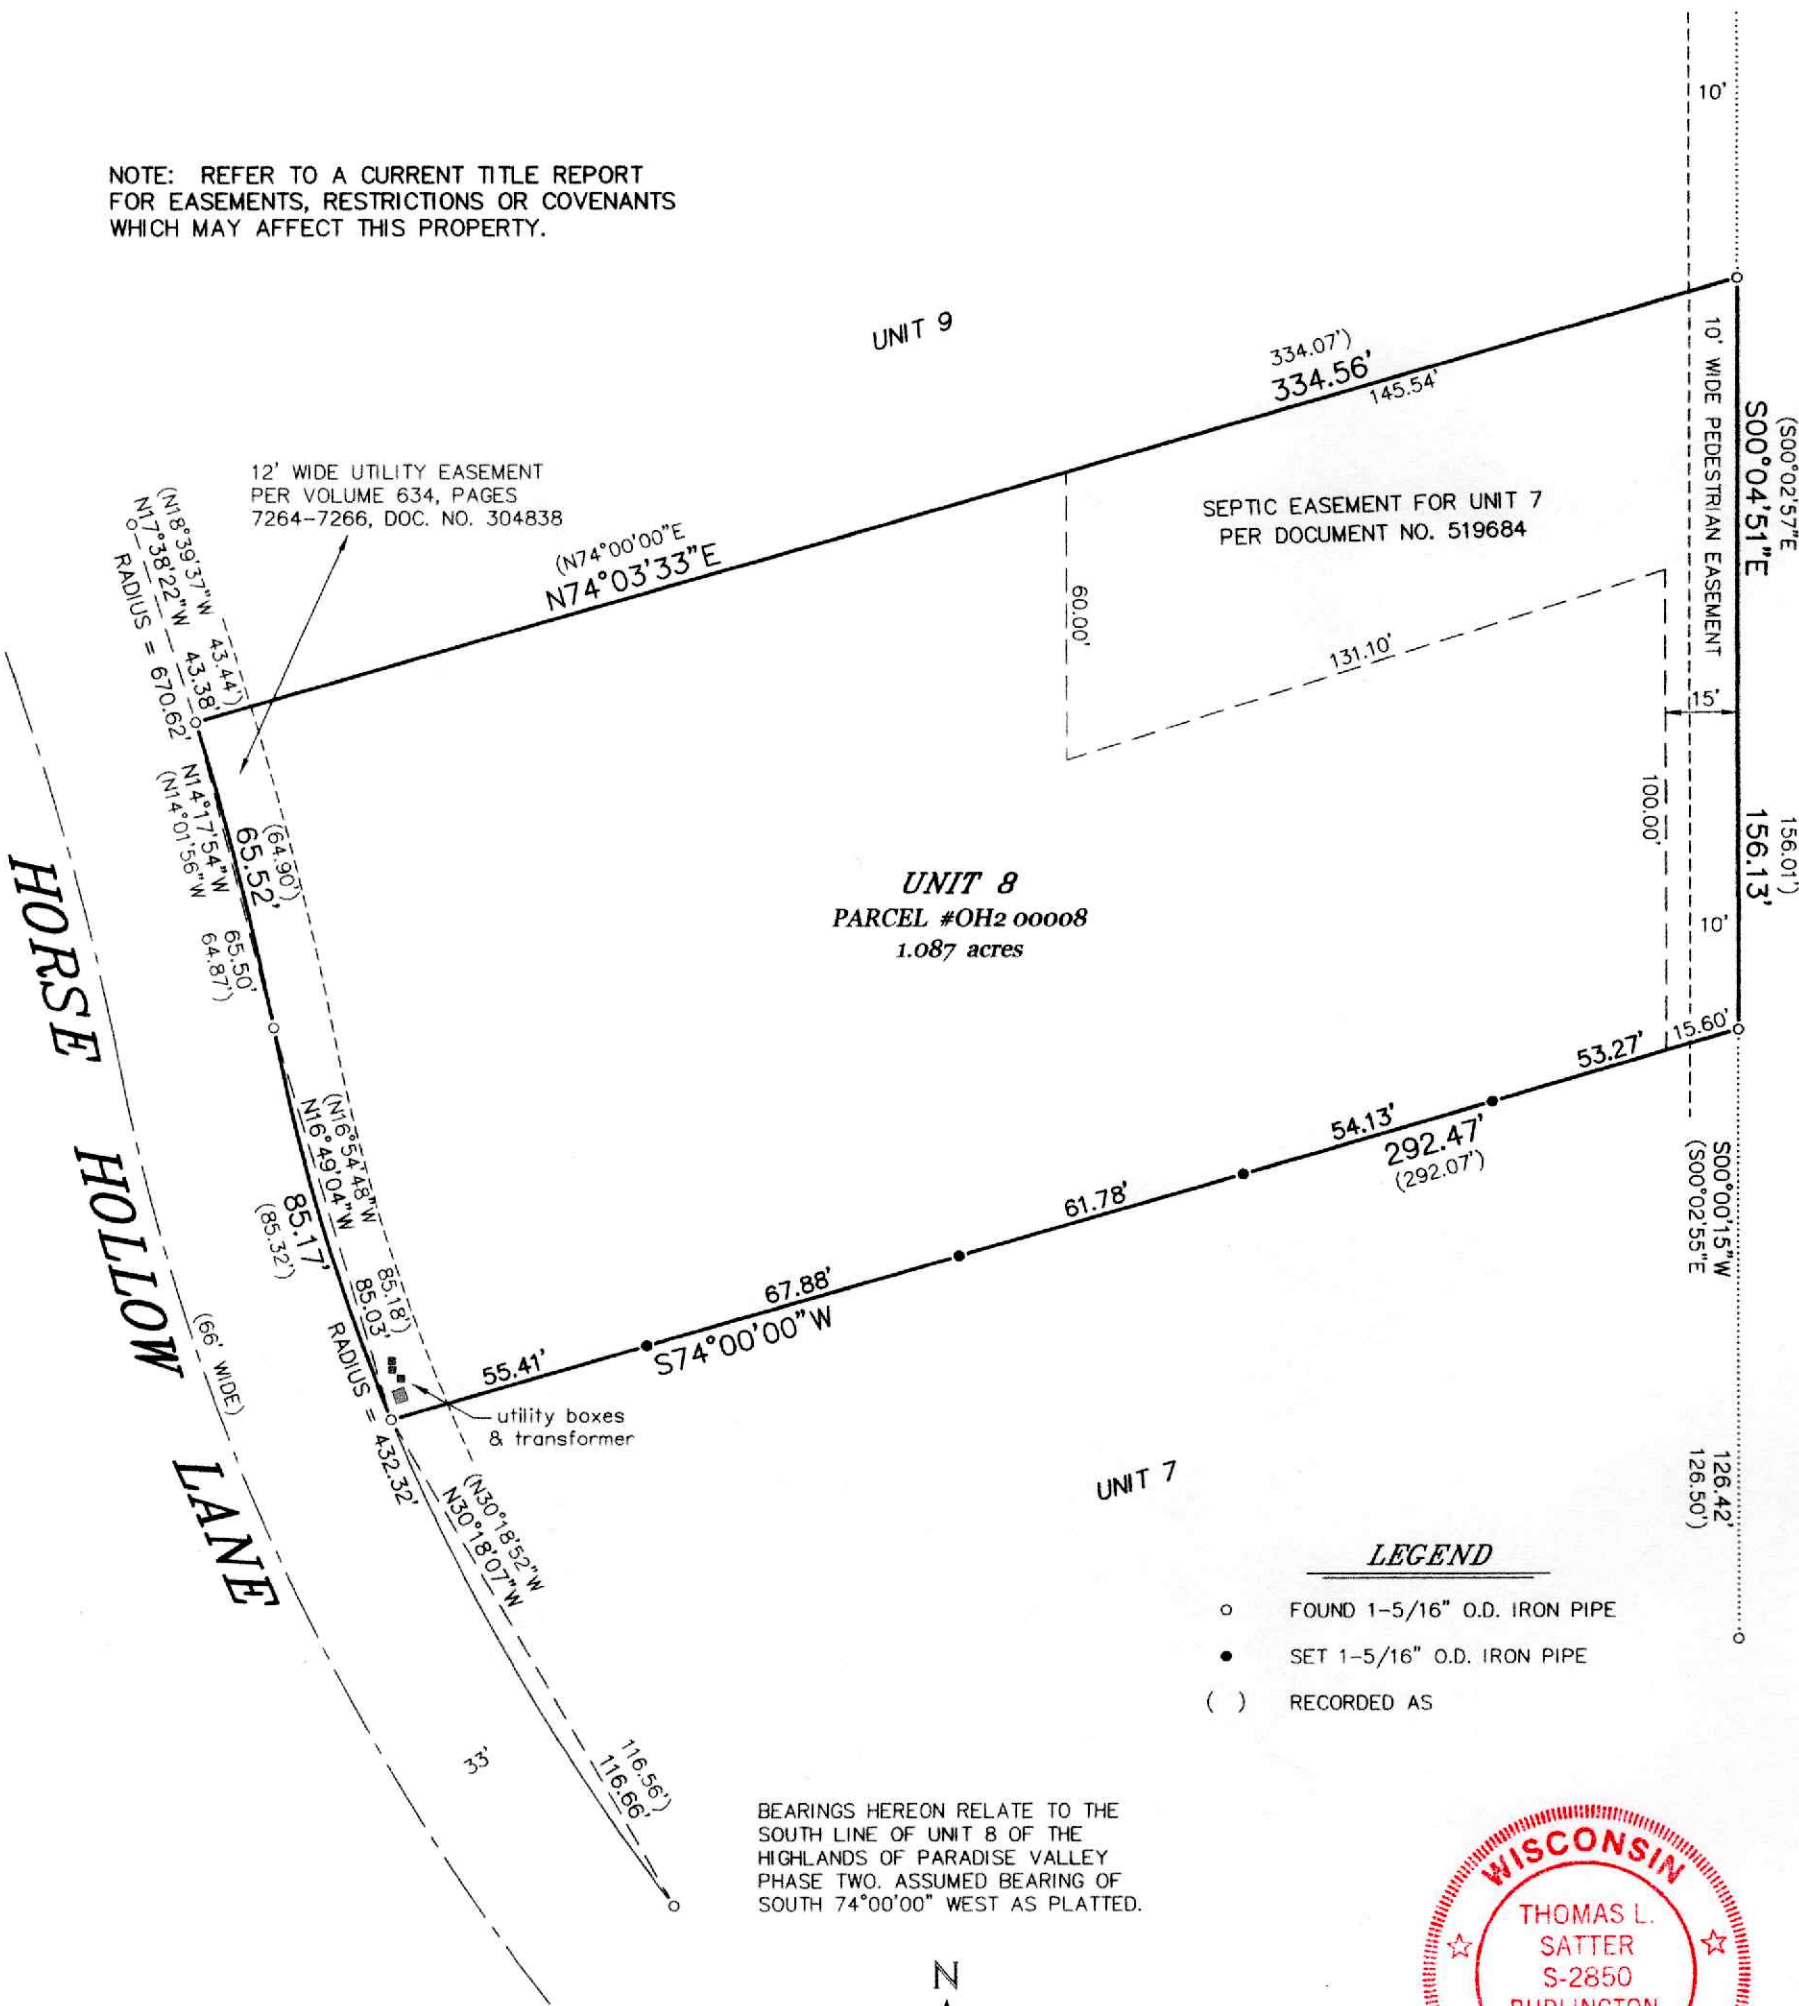 10'
NOTE: REFER TO A CURRENT TITLE REPORT
FOR EASEMENTS, RESTRICTIONS OR COVENANTS
WHICH MAY AFFECT THIS PROPERTY.
UNIT 9
334.07')
334.56'
145.54'
10' WIDE PEDESTRIAN EASEMENT
(S00°02'57"E
S00°04'51"E
156.01')
156.13'
12' WIDE UTILITY EASEMENT
PER VOLUME 634, PAGES
7264-7266, DOC. NO. 304838
(N74°00'00"E
N74°03'33"E
SEPTIC EASEMENT FOR UNIT 7
PER DOCUMENT NO. 519684
(N18°39'37"W 43.44')
N17°38'22"W 43.38'
RADIUS = 670.62'
60.00'
131.10'
15'
100.00'
N14°17'54"W 65.50'
(N14°01'56"W 64.87')
(64.90')
65.52'
UNIT 8
PARCEL #OH2 00008
1.087 acres
10'
HORSE HOLLOW LANE
(66' WIDE)
(N16°54'48"W 85.18')
N16°49'04"W 85.03'
85.17'
(85.32')
RADIUS = 432.32'
15.60'
53.27'
54.13'
292.47'
(292.07')
61.78'
67.88'
S74°00'00"W
55.41'
utility boxes
& transformer
S00°00'15"W 126.42'
(S00°02'55"E 126.50')
UNIT 7
(N30°18'52"W 116.56')
N30°18'07"W 116.66'
33'
LEGEND
FOUND 1-5/16" O.D. IRON PIPE
SET 1-5/16" O.D. IRON PIPE
( ) RECORDED AS
BEARINGS HEREON RELATE TO THE
SOUTH LINE OF UNIT 8 OF THE
HIGHLANDS OF PARADISE VALLEY
PHASE TWO. ASSUMED BEARING OF
SOUTH 74°00'00" WEST AS PLATTED.
N
WISCONSIN
THOMAS L.
SATTER
S-2850
BURLINGTON